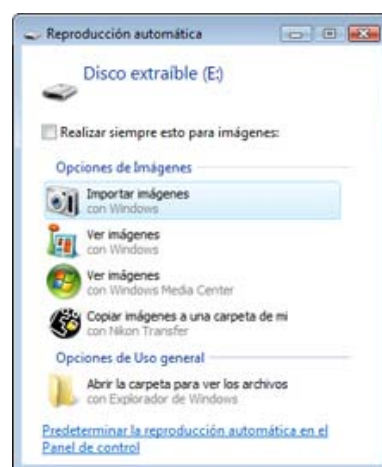 Reproducción automática
Disco extraíble (E:)
Realizar siempre esto para imágenes:
Opciones de Imágenes
Importar imágenes
con Windows
Ver imágenes
con Windows
Ver imágenes
con Windows Media Center
Copiar imágenes a una carpeta de mi
con Nikon Transfer
Opciones de Uso general
Abrir la carpeta para ver los archivos
con Explorador de Windows
Predeterminar la reproducción automática en el
Panel de control